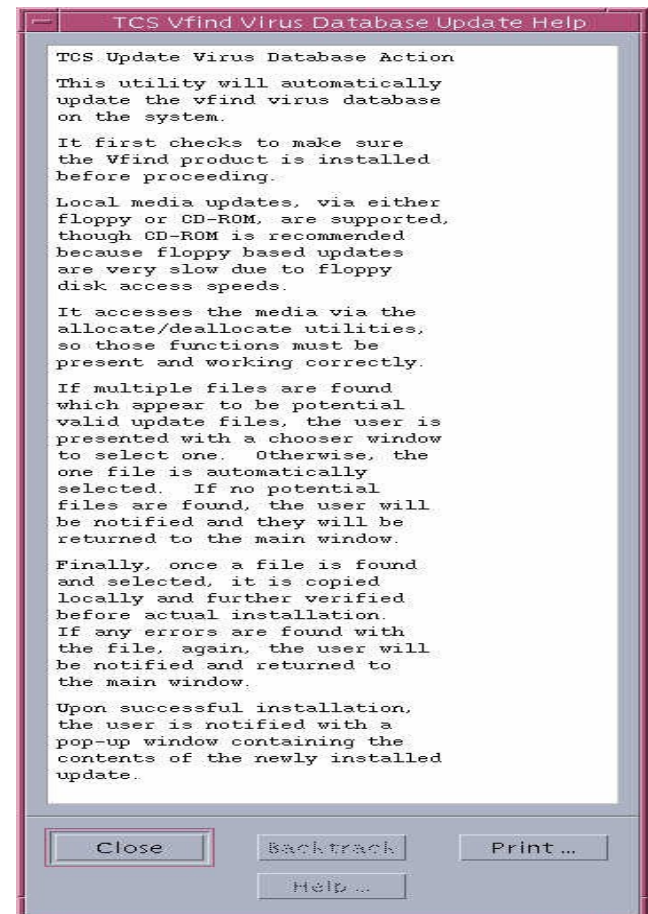 TCS Vfind Virus Database Update Help
TCS Update Virus Database Action
This utility will automatically
update the vfind virus database
on the system.
It first checks to make sure
the Vfind product is installed
before proceeding.
Local media updates, via either
floppy or CD-ROM, are supported,
though CD-ROM is recommended
because floppy based updates
are very slow due to floppy
disk access speeds.
It accesses the media via the
allocate/deallocate utilities,
so those functions must be
present and working correctly.
If multiple files are found
which appear to be potential
valid update files, the user is
presented with a chooser window
to select one.  Otherwise, the
one file is automatically
selected.  If no potential
files are found, the user will
be notified and they will be
returned to the main window.
Finally, once a file is found
and selected, it is copied
locally and further verified
before actual installation.
If any errors are found with
the file, again, the user will
be notified and returned to
the main window.
Upon successful installation,
the user is notified with a
pop-up window containing the
contents of the newly installed
update.
Close
Backtrack
Print ...
Help ...